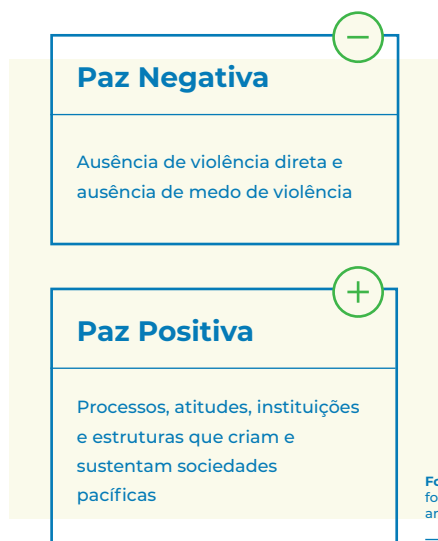 Paz Negativa
Ausência de violência direta e
ausência de medo de violência
Paz Positiva
Processos, atitudes, instituições
e estruturas que criam e
sustentam sociedades
pacíficas